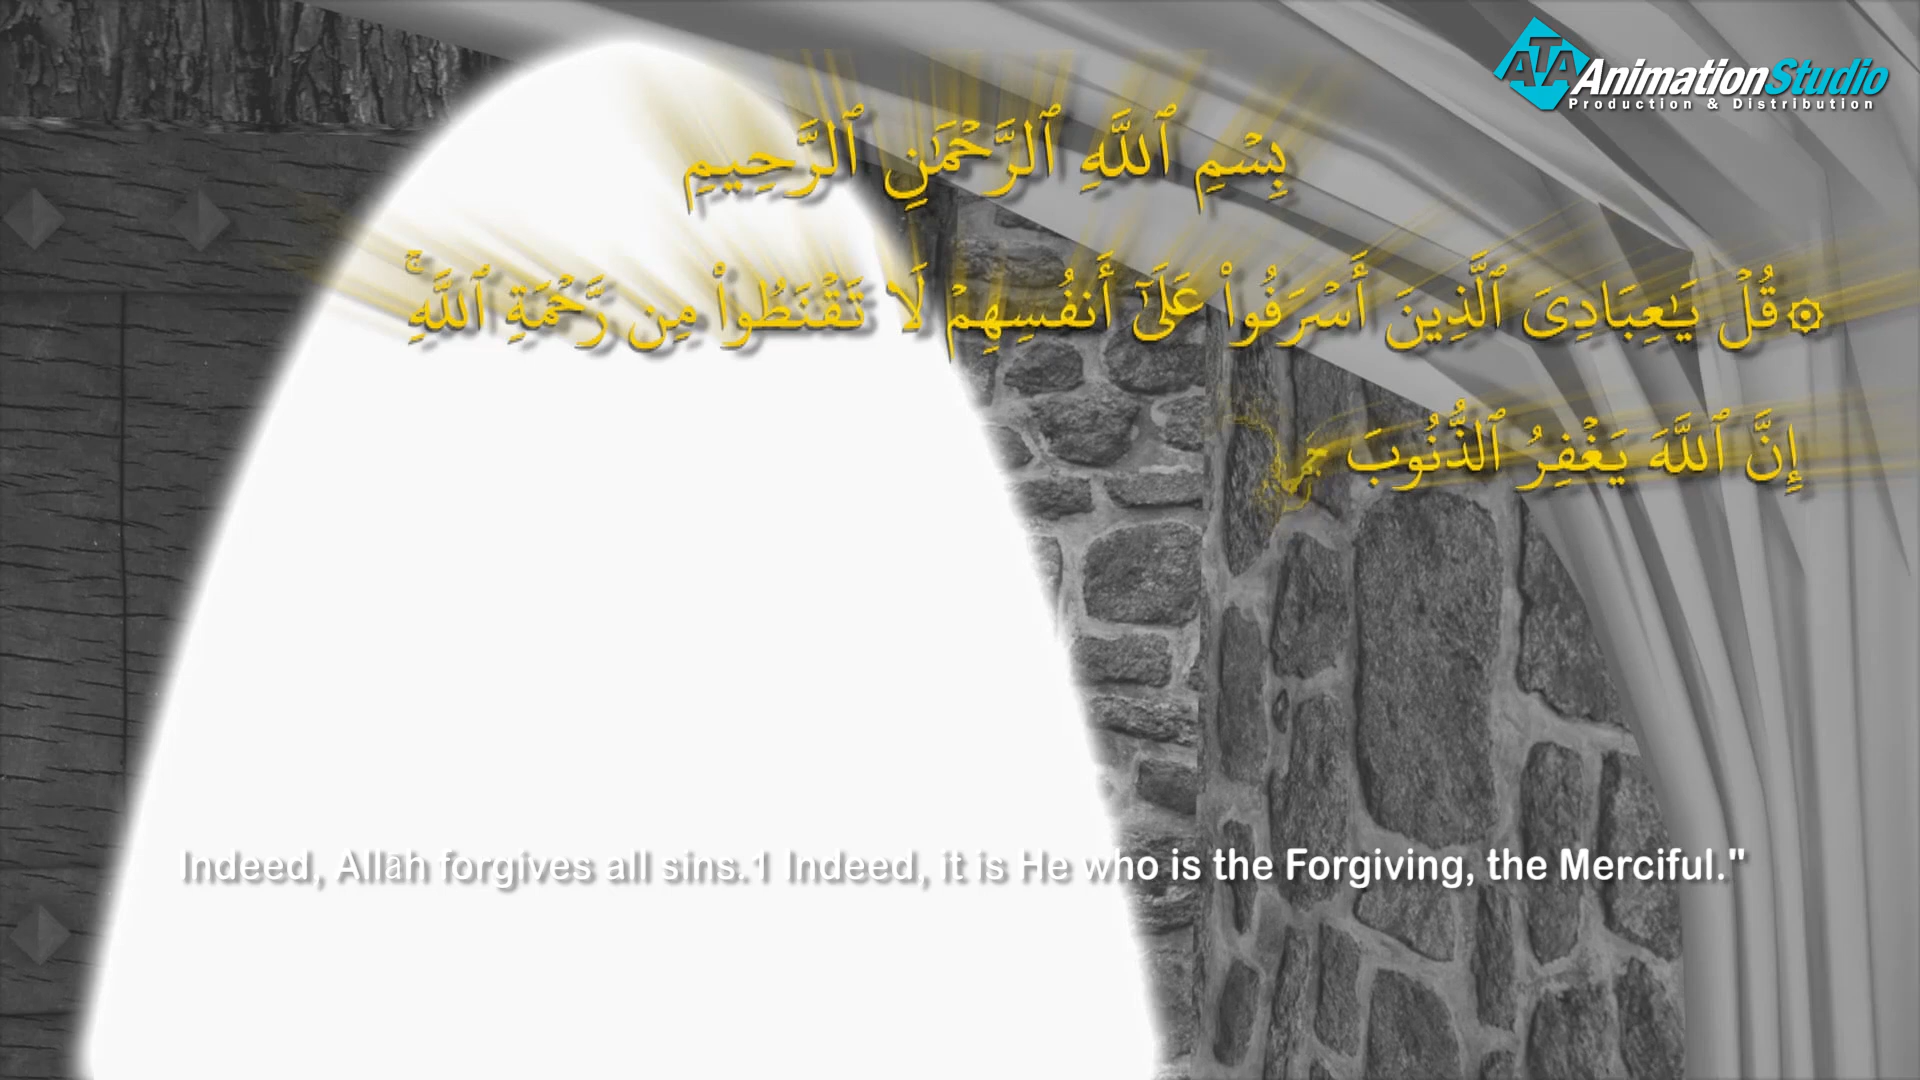 ATA AnimationStudio
Production & Distribution
بِسْمِ ٱللَّهِ ٱلرَّحْمَٰنِ ٱلرَّحِيمِ
۞ قُلْ يَٰعِبَادِىَ ٱلَّذِينَ أَسْرَفُوا۟ عَلَىٰٓ أَنفُسِهِمْ لَا تَقْنَطُوا۟ مِن رَّحْمَةِ ٱللَّهِ ۚ
إِنَّ ٱللَّهَ يَغْفِرُ ٱلذُّنُوبَ
Indeed, Allāh forgives all sins.1 Indeed, it is He who is the Forgiving, the Merciful."